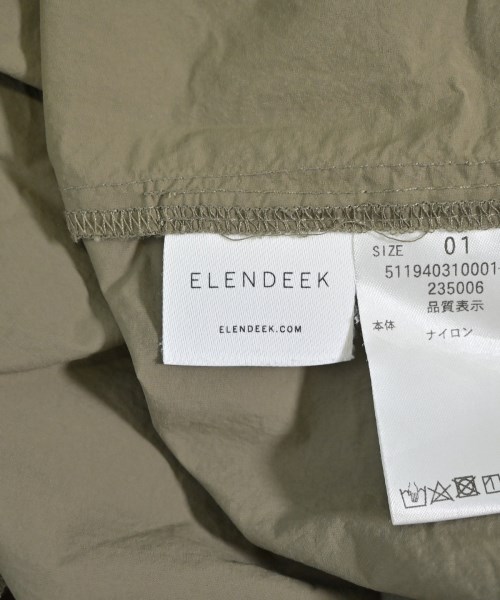 ELENDEEK
ELENDEEK.COM
SIZE 01
511940310001-
235006
品質表示
本体 ナイロン